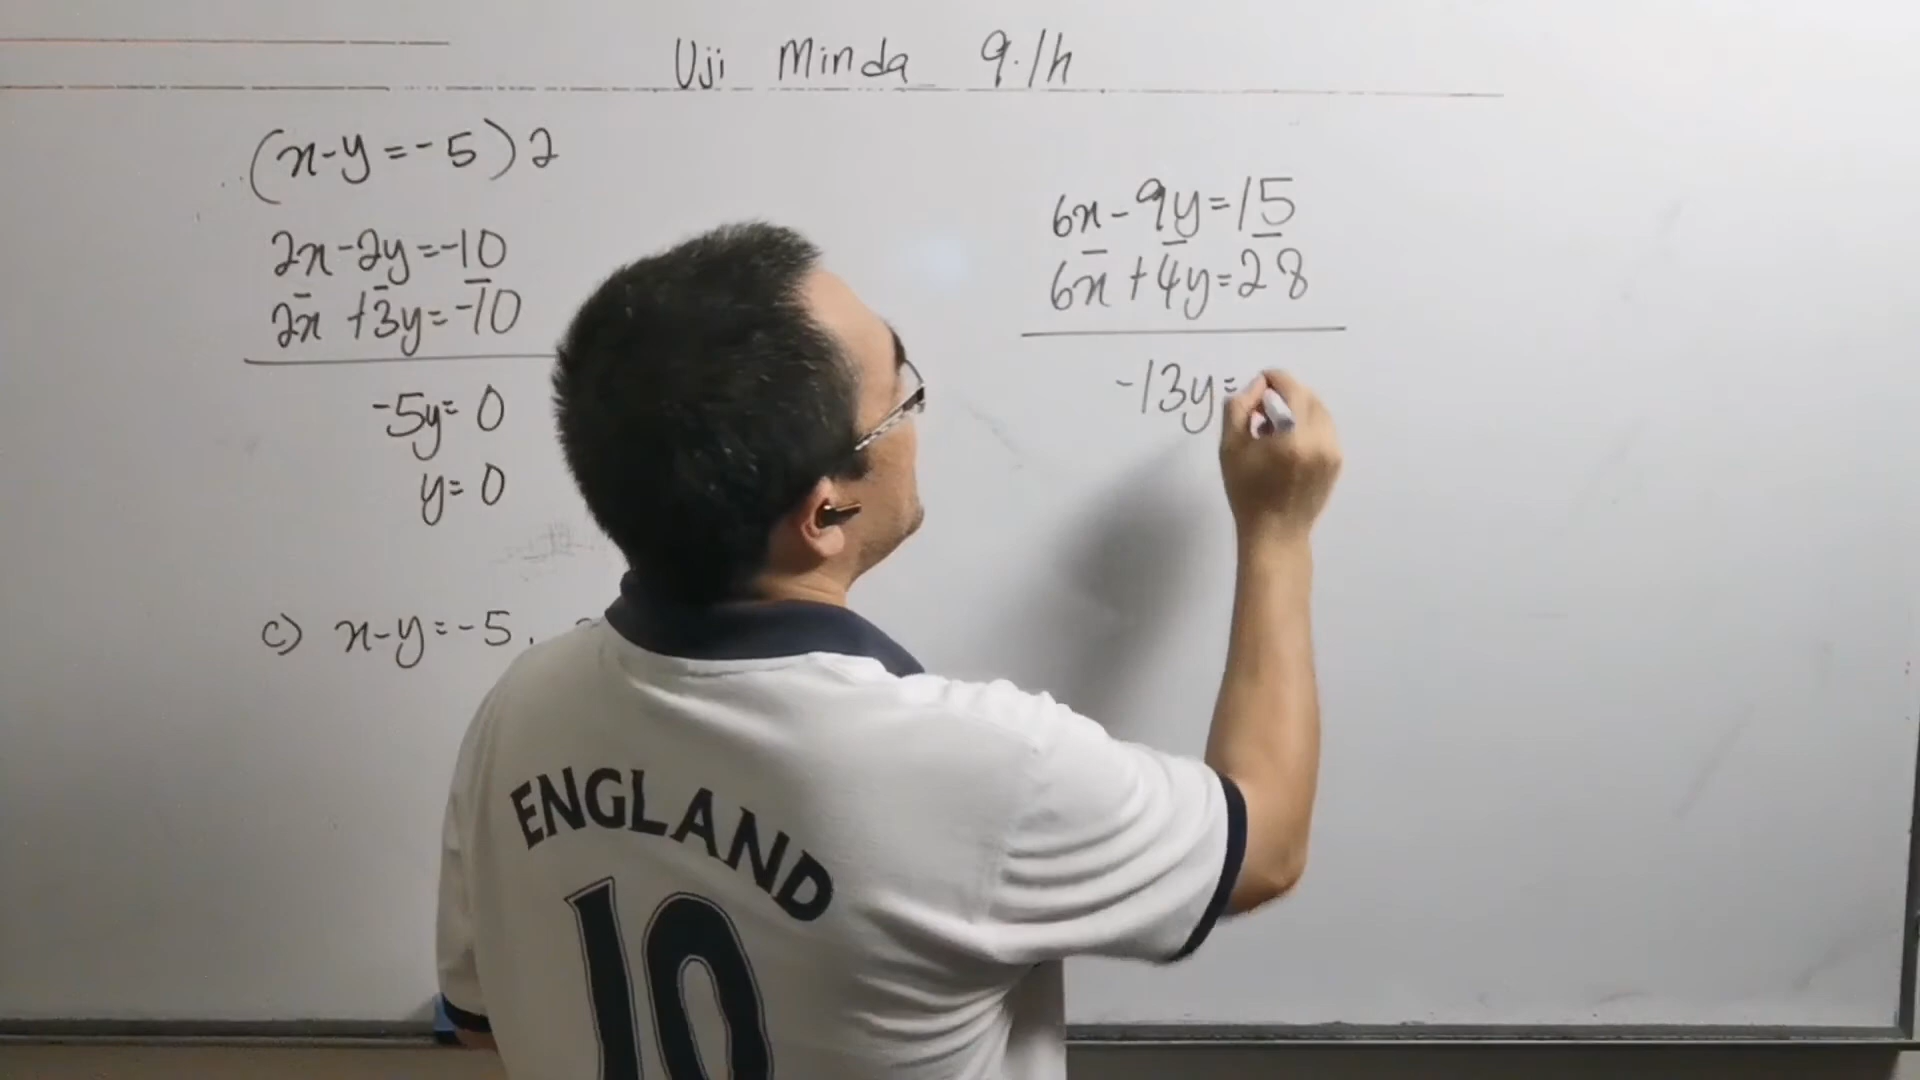 Uji Minda 9.1h
(x-y=-5)2
2x-2y=-10
2x+3y=-10
-5y=0
y=0
c) x-y=-5,
6x-9y=15
6x+4y=28
-13y=
ENGLAND
10